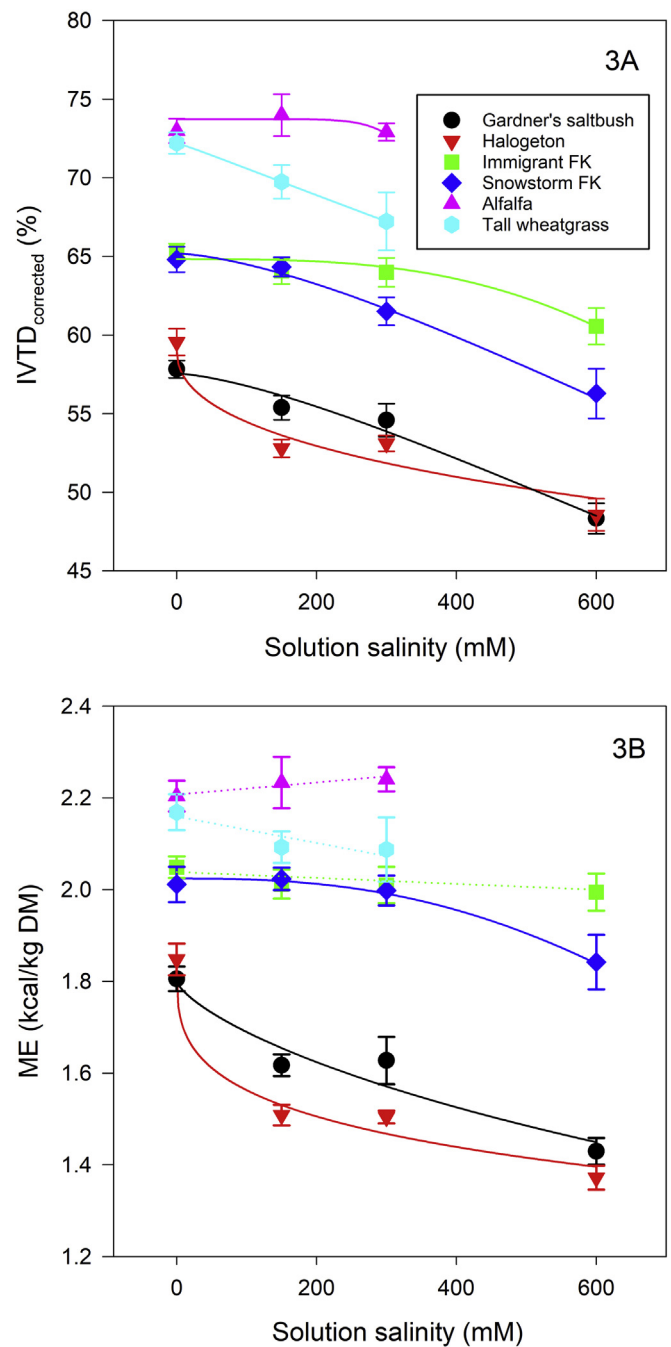 3A
80
75
70
65
60
55
50
45
IVTDcorrected (%)
Gardner's saltbush
Halogeton
Immigrant FK
Snowstorm FK
Alfalfa
Tall wheatgrass
0 200 400 600
Solution salinity (mM)
3B
2.4
2.2
2.0
1.8
1.6
1.4
1.2
ME (kcal/kg DM)
0 200 400 600
Solution salinity (mM)